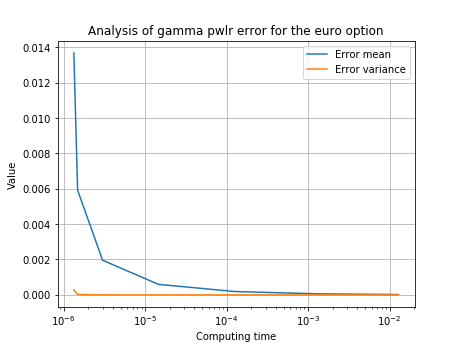 Analysis of gamma pwlr error for the euro option
Error mean
Error variance
0.014
0.012
0.010
0.008
0.006
0.004
0.002
0.000
Value
10⁻⁶ 10⁻⁵ 10⁻⁴ 10⁻³ 10⁻²
Computing time